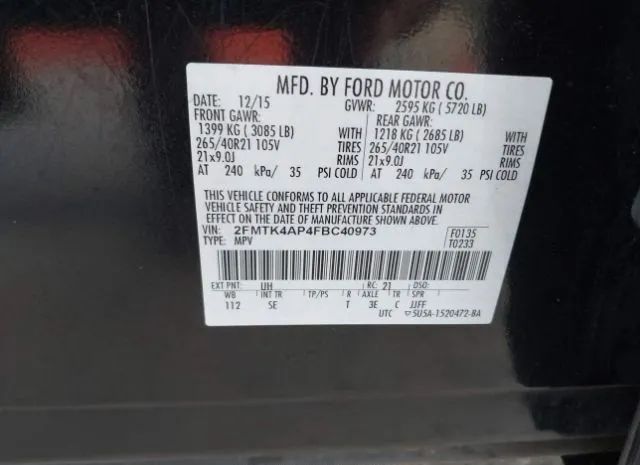 MFD. BY FORD MOTOR CO.
DATE: 12/15 GVWR: 2595 KG ( 5720 LB)
FRONT GAWR: REAR GAWR:
1399 KG ( 3085 LB) WITH 1218 KG ( 2685 LB) WITH
265/40R21 105V TIRES 265/40R21 105V TIRES
21x9.0J RIMS 21x9.0J RIMS
AT 240 kPa/ 35 PSI COLD AT 240 kPa/ 35 PSI COLD
THIS VEHICLE CONFORMS TO ALL APPLICABLE FEDERAL MOTOR
VEHICLE SAFETY AND THEFT PREVENTION STANDARDS IN
EFFECT ON THE DATE OF MANUFACTURE SHOWN ABOVE.
VIN: 2FMTK4AP4FBC40973 F0135
TYPE: MPV T0233
EXT PNT: UH RC: 21 DSO:
WB INT TR TP/PS R AXLE TR SPR
112 SE T 3E C JJFF
UTC ▽5U5A-1520472-BA